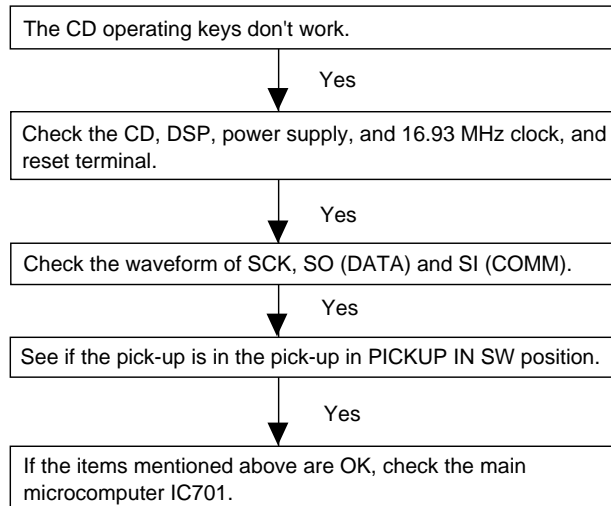 The CD operating keys don't work.
Yes
Check the CD, DSP, power supply, and 16.93 MHz clock, and
reset terminal.
Yes
Check the waveform of SCK, SO (DATA) and SI (COMM).
Yes
See if the pick-up is in the pick-up in PICKUP IN SW position.
Yes
If the items mentioned above are OK, check the main
microcomputer IC701.